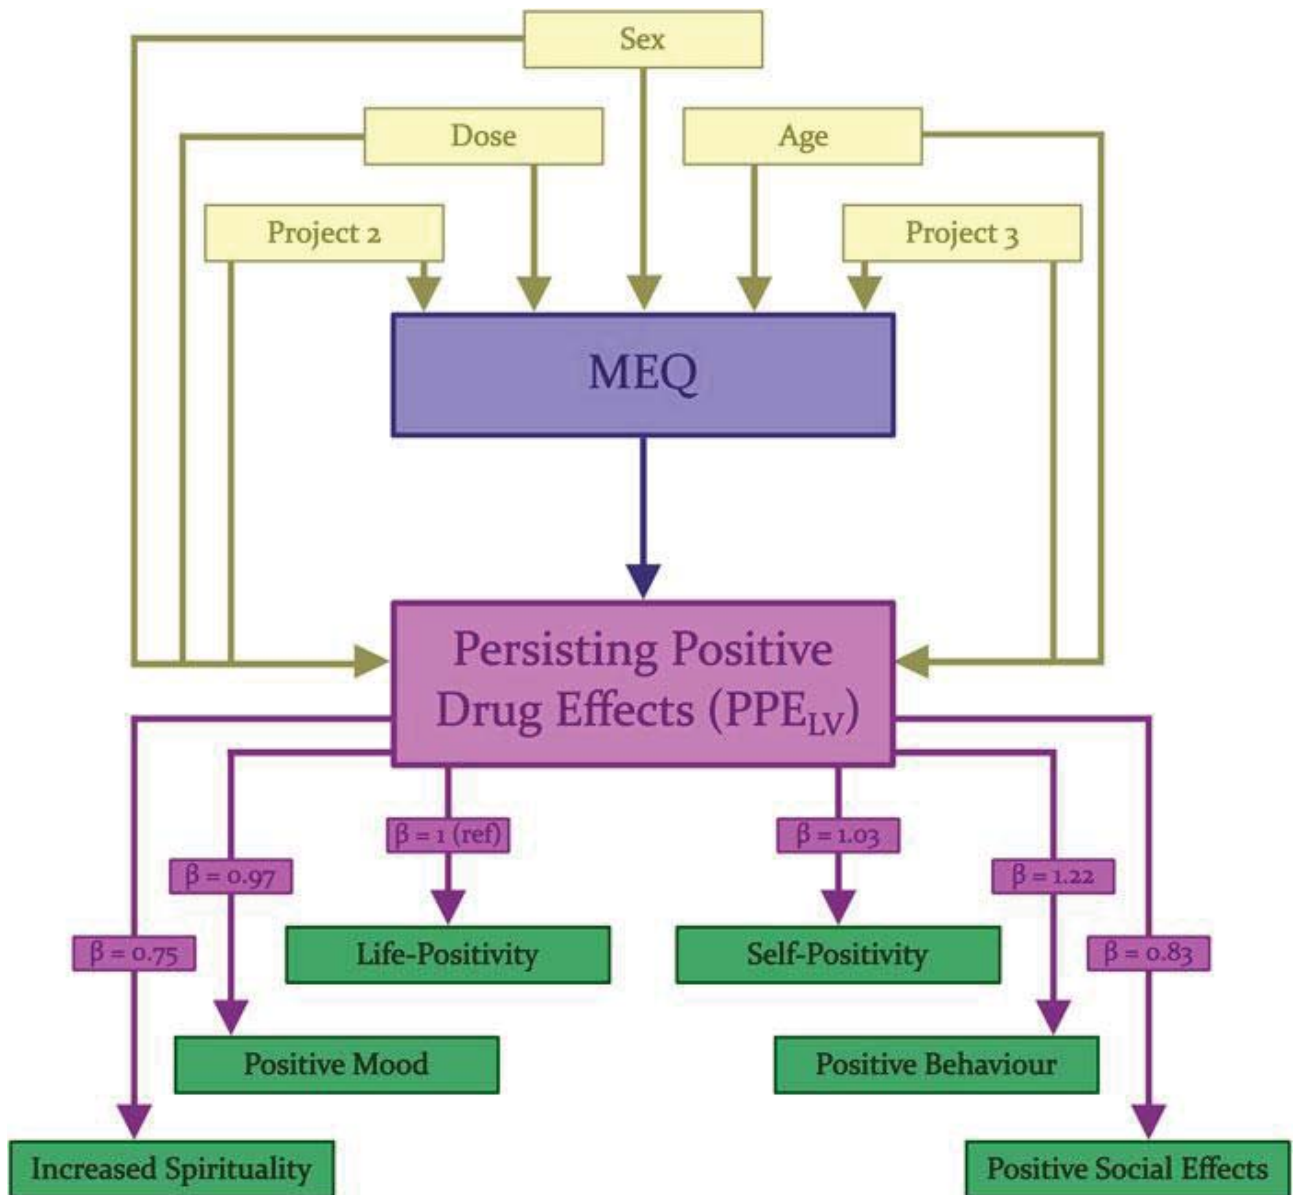 Sex
Dose
Age
Project 2
Project 3
MEQ
Persisting Positive
Drug Effects (PPE_LV)
β = 1 (ref)
β = 1.03
β = 0.97
β = 1.22
β = 0.75
β = 0.83
Life-Positivity
Self-Positivity
Positive Mood
Positive Behaviour
Increased Spirituality
Positive Social Effects